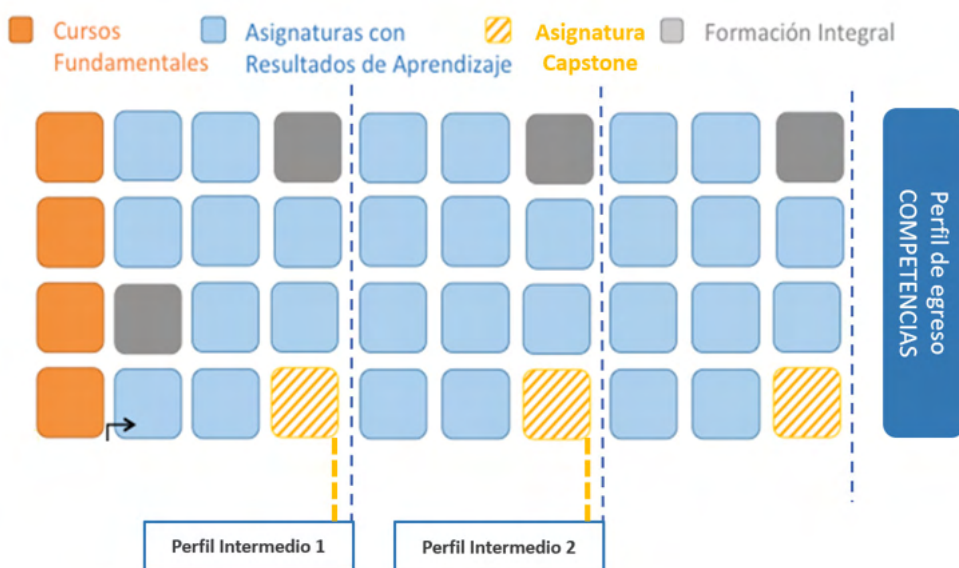 Cursos
Fundamentales
Asignaturas con
Resultados de Aprendizaje
Asignatura
Capstone
Formación Integral
Perfil de egreso
COMPETENCIAS
Perfil Intermedio 1
Perfil Intermedio 2